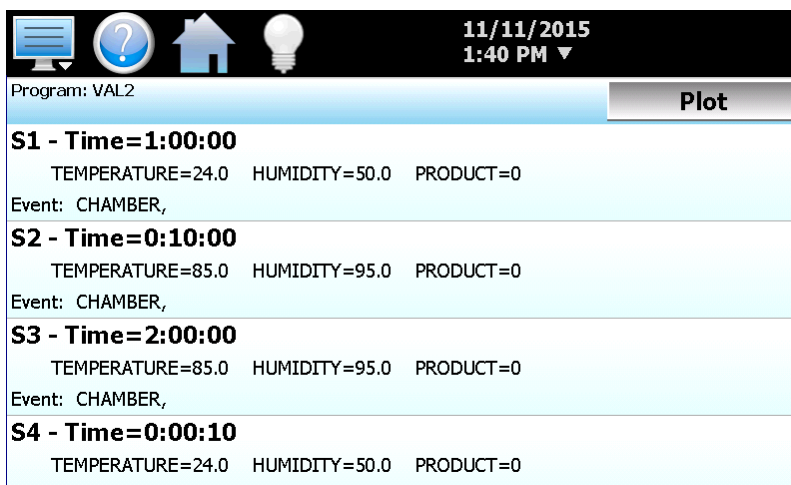 11/11/2015
1:40 PM ▼
Program: VAL2
Plot
S1 - Time=1:00:00
TEMPERATURE=24.0 HUMIDITY=50.0 PRODUCT=0
Event: CHAMBER,
S2 - Time=0:10:00
TEMPERATURE=85.0 HUMIDITY=95.0 PRODUCT=0
Event: CHAMBER,
S3 - Time=2:00:00
TEMPERATURE=85.0 HUMIDITY=95.0 PRODUCT=0
Event: CHAMBER,
S4 - Time=0:00:10
TEMPERATURE=24.0 HUMIDITY=50.0 PRODUCT=0